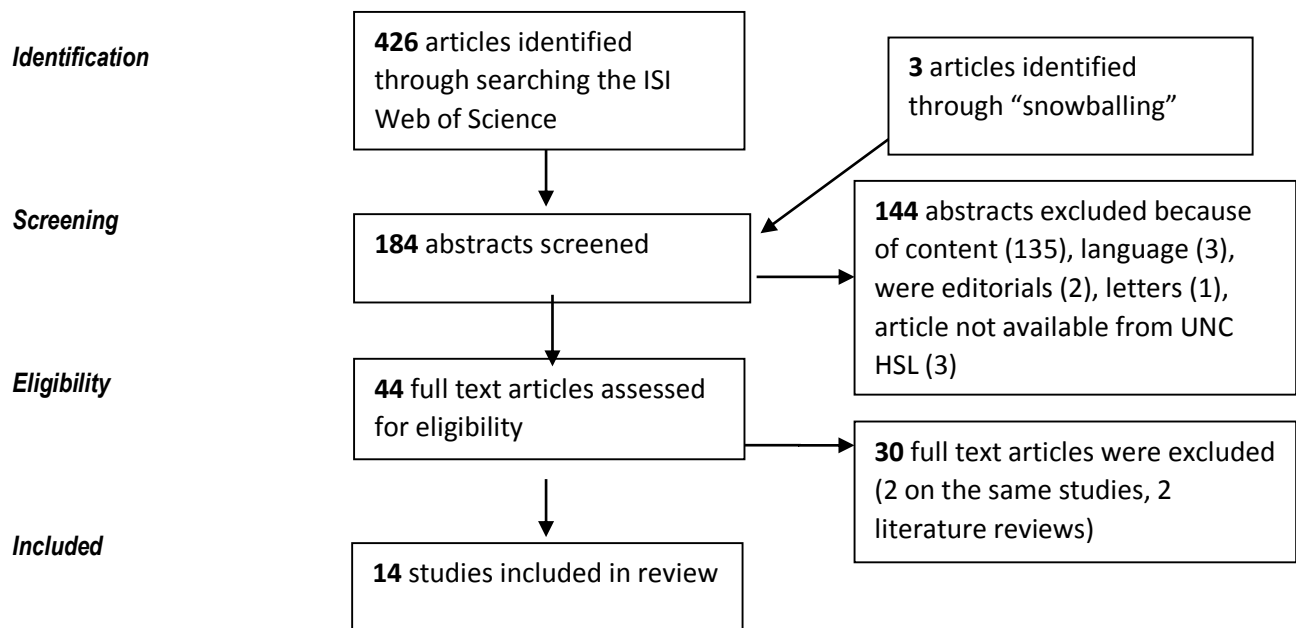 Identification
426 articles identified
through searching the ISI
Web of Science
3 articles identified
through “snowballing”
Screening
184 abstracts screened
144 abstracts excluded because
of content (135), language (3),
were editorials (2), letters (1),
article not available from UNC
HSL (3)
Eligibility
44 full text articles assessed
for eligibility
30 full text articles were excluded
(2 on the same studies, 2
literature reviews)
Included
14 studies included in review